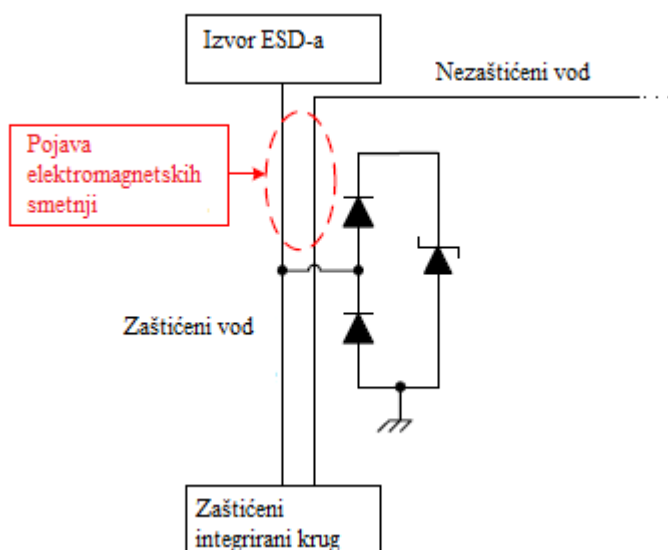 Izvor ESD-a
Nezaštićeni vod
Pojava
elektromagnetskih
smetnji
Zaštićeni vod
Zaštićeni
integrirani krug